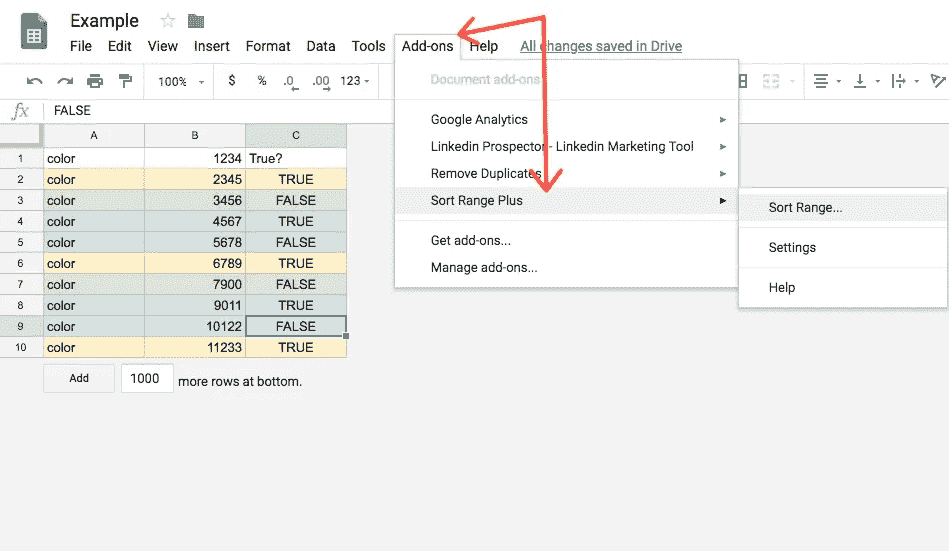 Example
File Edit View Insert Format Data Tools Add-ons Help All changes saved in Drive
100% $ % .0 .00 123
fx FALSE
A B C
1 color 1234 True?
2 color 2345 TRUE
3 color 3456 FALSE
4 color 4567 TRUE
5 color 5678 FALSE
6 color 6789 TRUE
7 color 7900 FALSE
8 color 9011 TRUE
9 color 10122 FALSE
10 color 11233 TRUE
Add 1000 more rows at bottom.
Document add-ons
Google Analytics
Linkedin Prospector - Linkedin Marketing Tool
Remove Duplicates
Sort Range Plus
Get add-ons...
Manage add-ons...
Sort Range...
Settings
Help